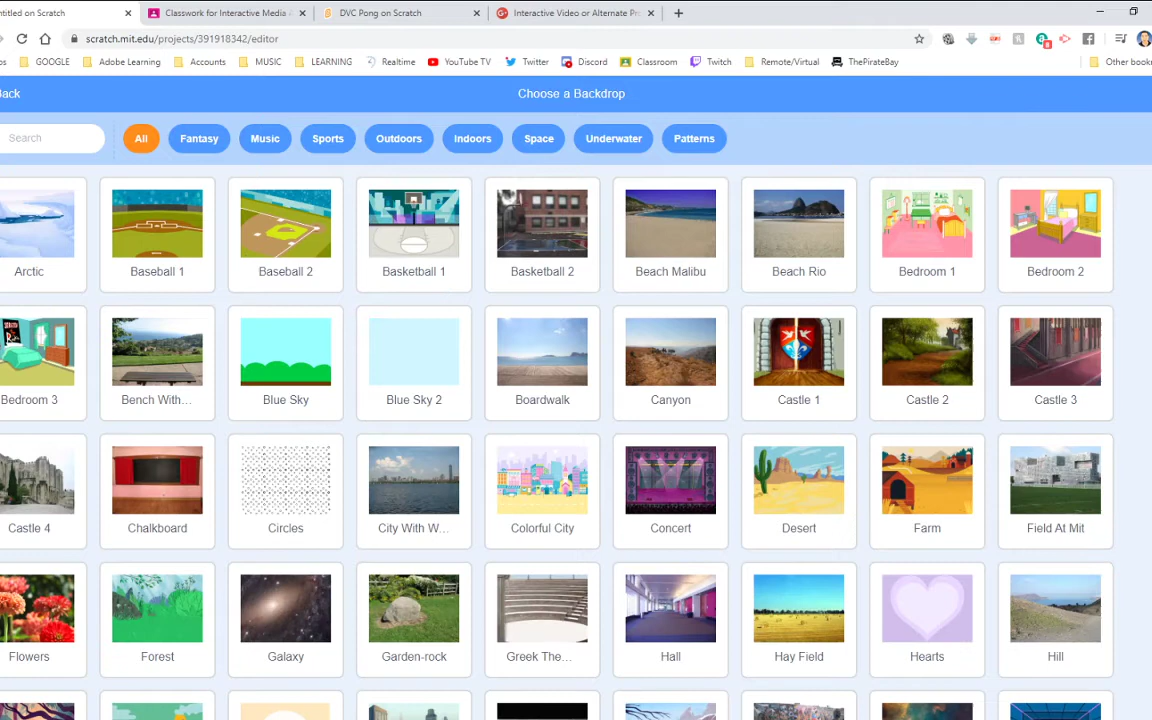 ntitled on Scratch
Classwork for Interactive Media
DVC Pong on Scratch
Interactive Video or Alternate Pr
scratch.mit.edu/projects/391918342/editor
ps
GOOGLE
Adobe Learning
Accounts
MUSIC
LEARNING
Realtime
YouTube TV
Twitter
Discord
Classroom
Twitch
Remote/Virtual
ThePirateBay
Other book
Back
Choose a Backdrop
Search
All
Fantasy
Music
Sports
Outdoors
Indoors
Space
Underwater
Patterns
Arctic
Baseball 1
Baseball 2
Basketball 1
Basketball 2
Beach Malibu
Beach Rio
Bedroom 1
Bedroom 2
Bedroom 3
Bench With...
Blue Sky
Blue Sky 2
Boardwalk
Canyon
Castle 1
Castle 2
Castle 3
Castle 4
Chalkboard
Circles
City With W...
Colorful City
Concert
Desert
Farm
Field At Mit
Flowers
Forest
Galaxy
Garden-rock
Greek The...
Hall
Hay Field
Hearts
Hill